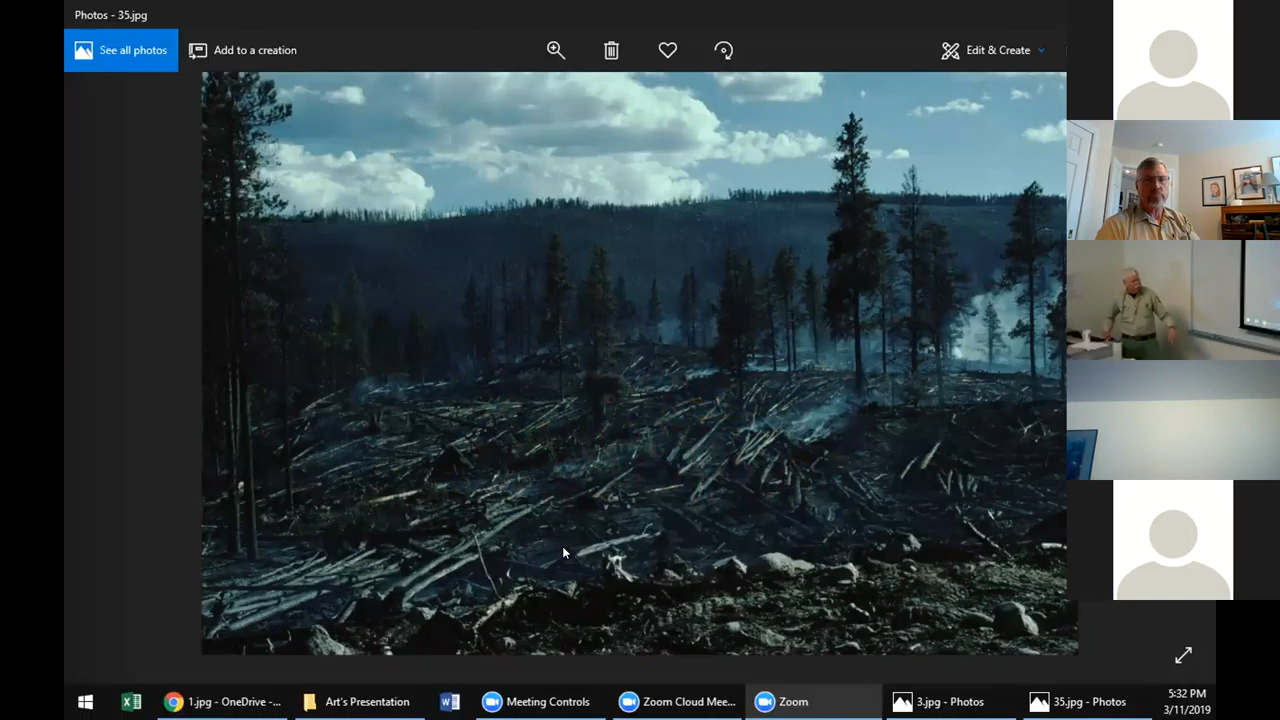 Photos - 35.jpg
See all photos
Add to a creation
Edit & Create
1.jpg - OneDrive -...
Art's Presentation
Meeting Controls
Zoom Cloud Mee...
Zoom
3.jpg - Photos
35.jpg - Photos
5:32 PM
3/11/2019